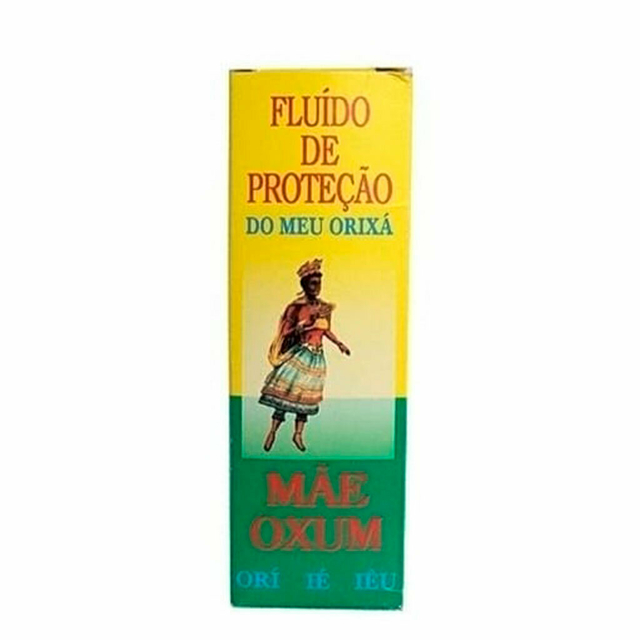 FLUÍDO
DE
PROTEÇÃO
DO MEU ORIXÁ
MÃE
OXUM
ORÍ IÉ IÊU